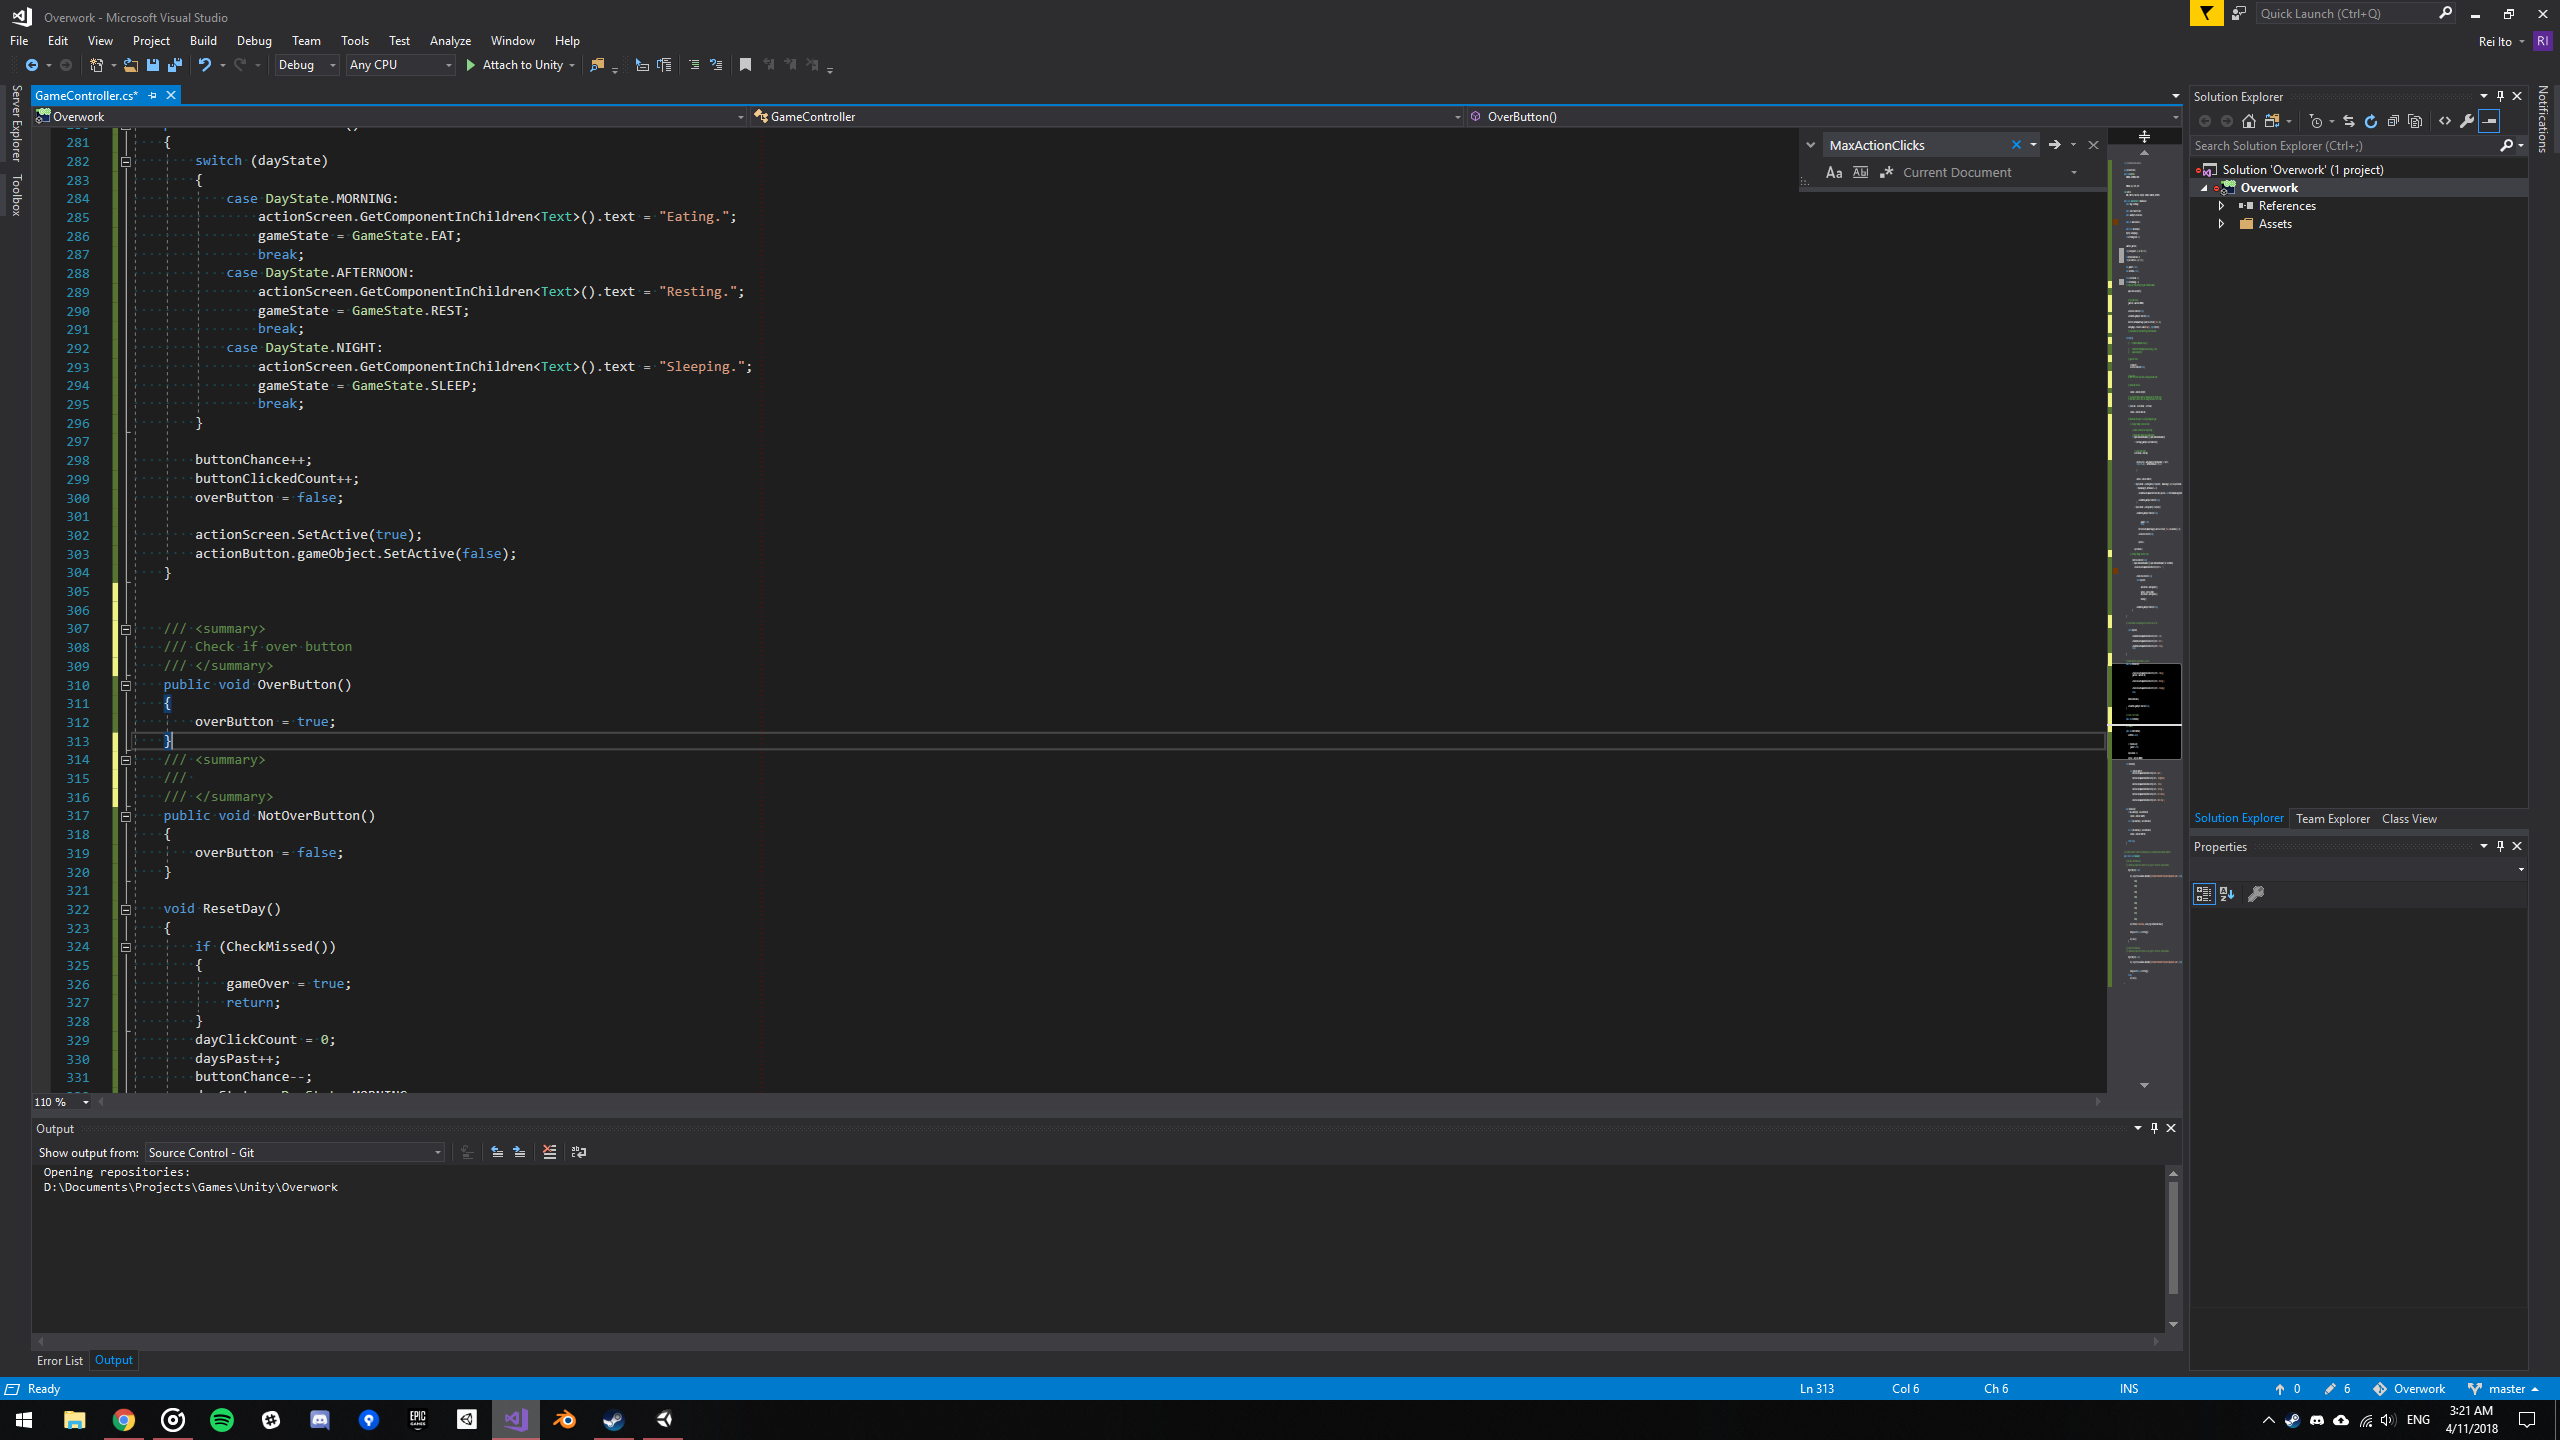 Overwork - Microsoft Visual Studio
Quick Launch (Ctrl+Q)
File Edit View Project Build Debug Team Tools Test Analyze Window Help
Rei Ito RI
Debug Any CPU Attach to Unity
Server Explorer
Toolbox
Notifications
GameController.cs*
Overwork GameController OverButton()
MaxActionClicks
Aa Current Document
281 {
282 switch (dayState)
283 {
284 case DayState.MORNING:
285 actionScreen.GetComponentInChildren<Text>().text = "Eating.";
286 gameState = GameState.EAT;
287 break;
288 case DayState.AFTERNOON:
289 actionScreen.GetComponentInChildren<Text>().text = "Resting.";
290 gameState = GameState.REST;
291 break;
292 case DayState.NIGHT:
293 actionScreen.GetComponentInChildren<Text>().text = "Sleeping.";
294 gameState = GameState.SLEEP;
295 break;
296 }
297
298 buttonChance++;
299 buttonClickedCount++;
300 overButton = false;
301
302 actionScreen.SetActive(true);
303 actionButton.gameObject.SetActive(false);
304 }
305
306
307 /// <summary>
308 /// Check if over button
309 /// </summary>
310 public void OverButton()
311 {
312 overButton = true;
313 }
314 /// <summary>
315 ///
316 /// </summary>
317 public void NotOverButton()
318 {
319 overButton = false;
320 }
321
322 void ResetDay()
323 {
324 if (CheckMissed())
325 {
326 gameOver = true;
327 return;
328 }
329 dayClickCount = 0;
330 daysPast++;
331 buttonChance--;
110 %
Solution Explorer
Search Solution Explorer (Ctrl+;)
Solution 'Overwork' (1 project)
Overwork
References
Assets
Solution Explorer Team Explorer Class View
Properties
Output
Show output from: Source Control - Git
Opening repositories:
D:\Documents\Projects\Games\Unity\Overwork
Error List Output
Ready Ln 313 Col 6 Ch 6 INS 0 6 Overwork master
EPIC GAMES
ENG
3:21 AM
4/11/2018